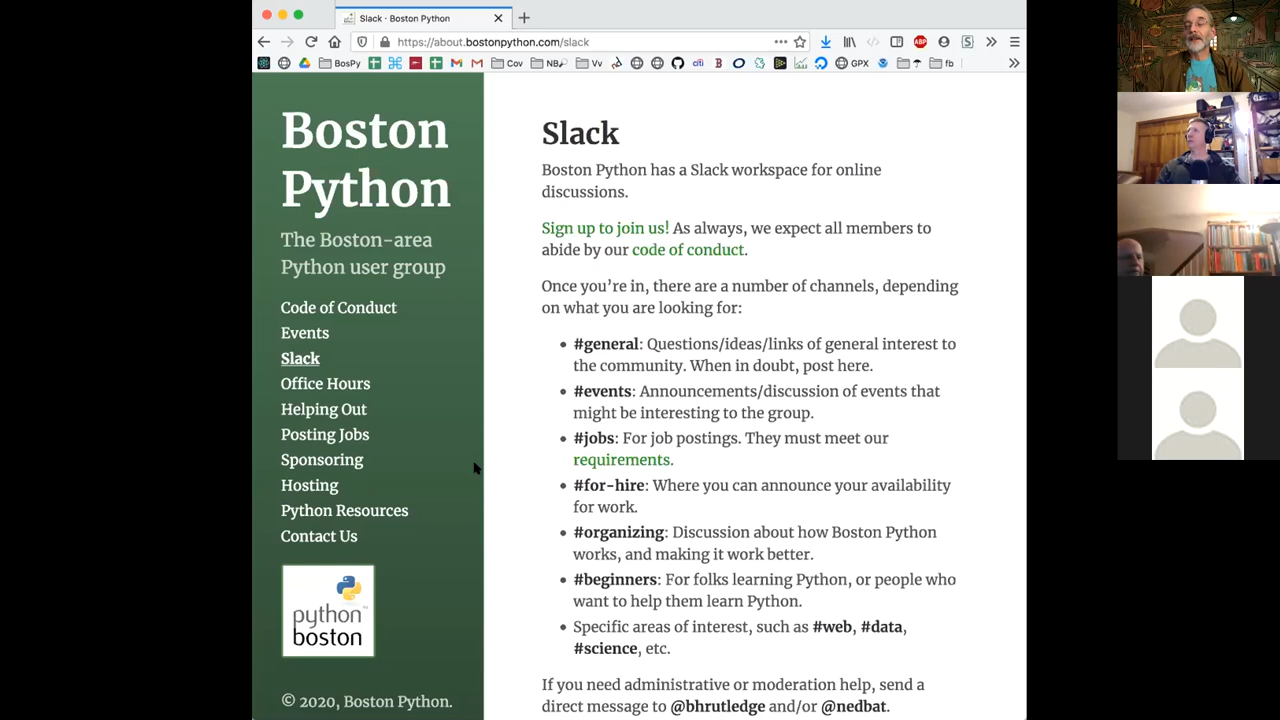 Slack · Boston Python
https://about.bostonpython.com/slack
ABP
BosPy
Cov
NB
Vv
citi
GPX
fb
Boston
Python
The Boston-area
Python user group
Code of Conduct
Events
Slack
Office Hours
Helping Out
Posting Jobs
Sponsoring
Hosting
Python Resources
Contact Us
python
boston
© 2020, Boston Python.
Slack
Boston Python has a Slack workspace for online
discussions.
Sign up to join us! As always, we expect all members to
abide by our code of conduct.
Once you’re in, there are a number of channels, depending
on what you are looking for:
• #general: Questions/ideas/links of general interest to
the community. When in doubt, post here.
• #events: Announcements/discussion of events that
might be interesting to the group.
• #jobs: For job postings. They must meet our
requirements.
• #for-hire: Where you can announce your availability
for work.
• #organizing: Discussion about how Boston Python
works, and making it work better.
• #beginners: For folks learning Python, or people who
want to help them learn Python.
• Specific areas of interest, such as #web, #data,
#science, etc.
If you need administrative or moderation help, send a
direct message to @bhrutledge and/or @nedbat.